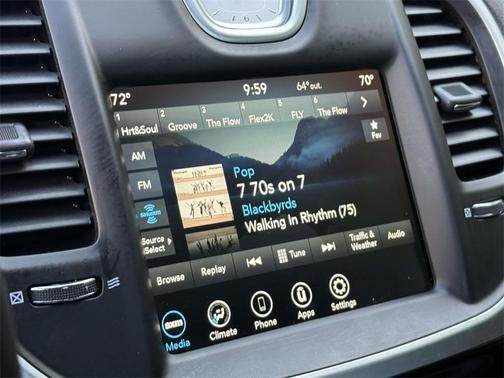 72° 9:59 64° out. 70°
1 Hrt&Soul 2 Groove 3 The Flow 4 Flex2K 5 FLY 6 The Flow
AM
FM
SiriusXM
Source
/Select
Fav
Pop
7 70s on 7
Blackbyrds
Walking In Rhythm (75)
Browse Replay Tune Traffic & Weather Audio
sxm
Media Climate Phone Apps Settings